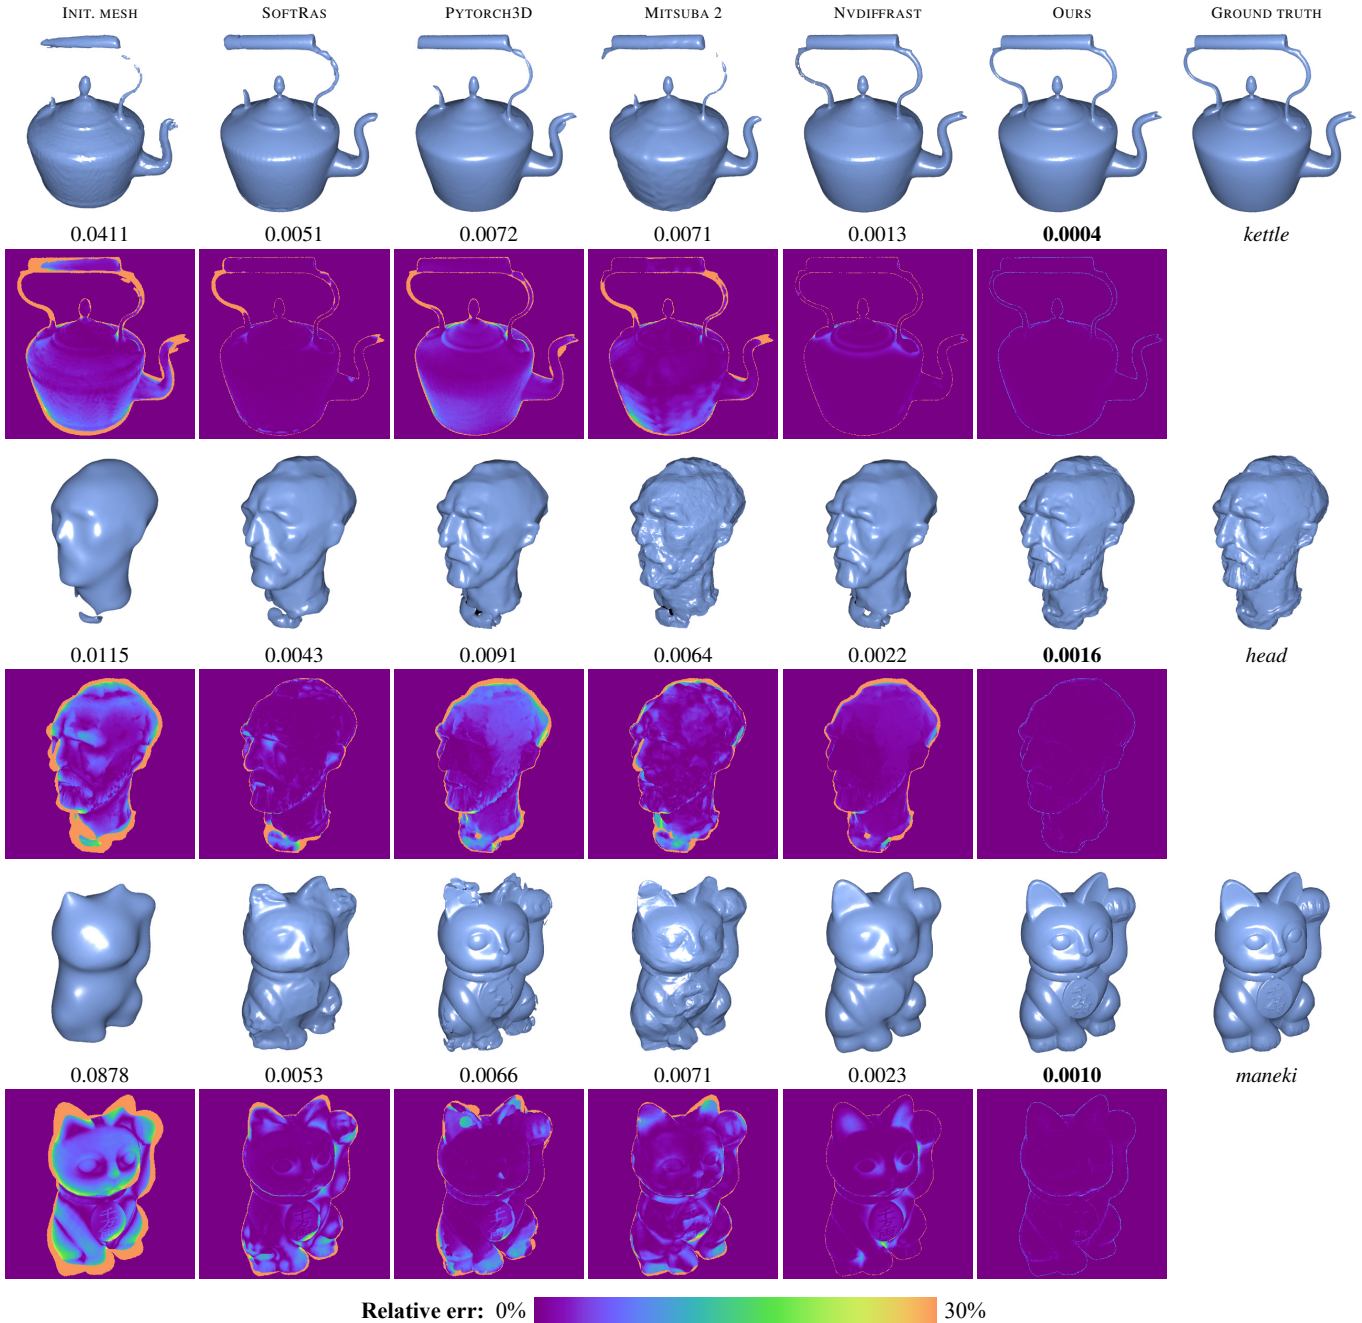 INIT. MESH SOFTRAS PYTORCH3D MITSUBA 2 NVDIFFRAST OURS GROUND TRUTH
0.0411 0.0051 0.0072 0.0071 0.0013 0.0004 kettle
0.0115 0.0043 0.0091 0.0064 0.0022 0.0016 head
0.0878 0.0053 0.0066 0.0071 0.0023 0.0010 maneki
Relative err: 0% 30%